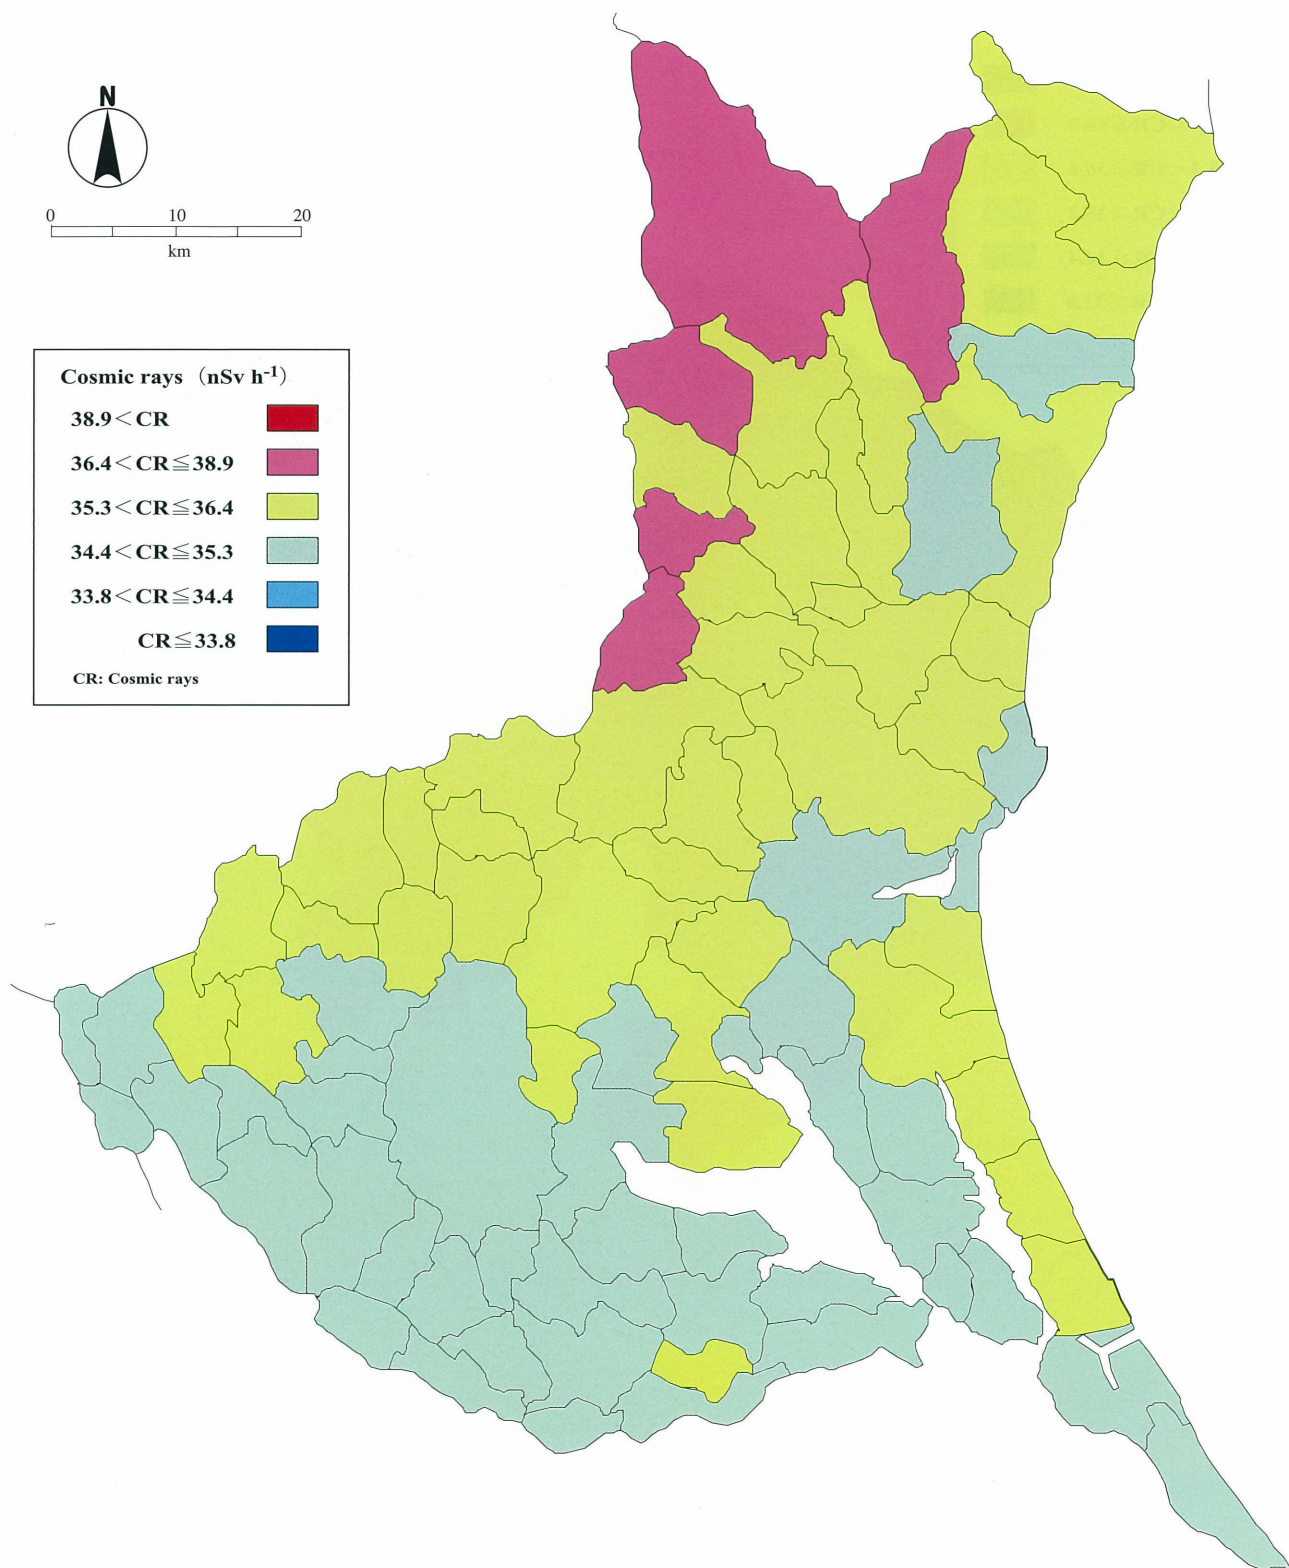 N
0 10 20
km
Cosmic rays （nSv h-1）
38.9＜CR
36.4＜CR≦38.9
35.3＜CR≦36.4
34.4＜CR≦35.3
33.8＜CR≦34.4
CR≦33.8
CR: Cosmic rays